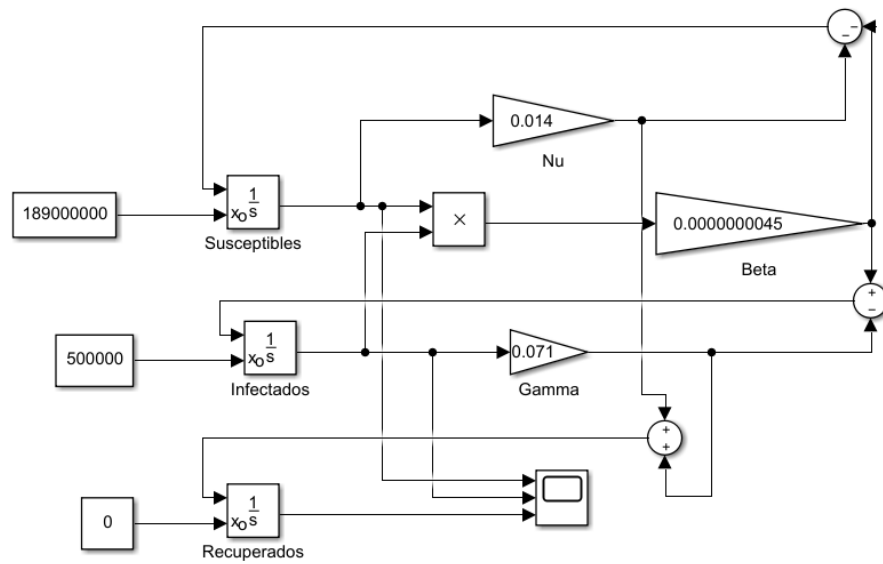 − −
0.014
Nu
189000000
xo 1/s
Susceptibles
×
0.0000000045
Beta
+ −
500000
xo 1/s
Infectados
0.071
Gamma
+ +
0
xo 1/s
Recuperados